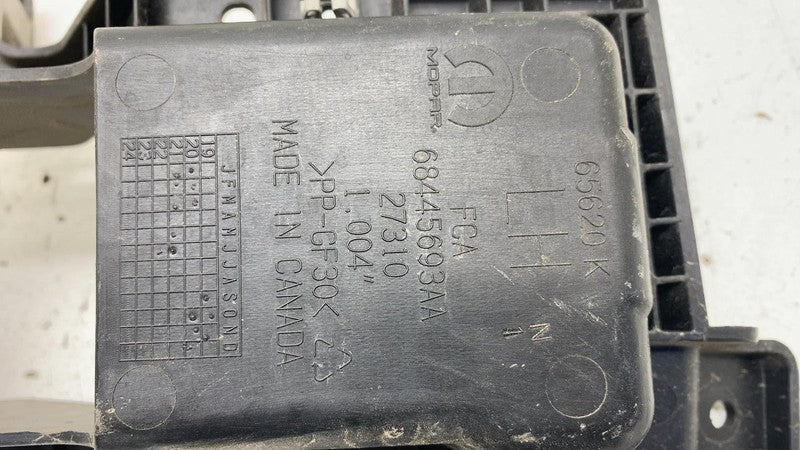 65620 K
N
1
LH
MOPAR
FCA
68445693AA
27310
1.004"
>PP-GF30<
MADE IN CANADA
J F M A M J J A S O N D
19
20
21
22
23
24